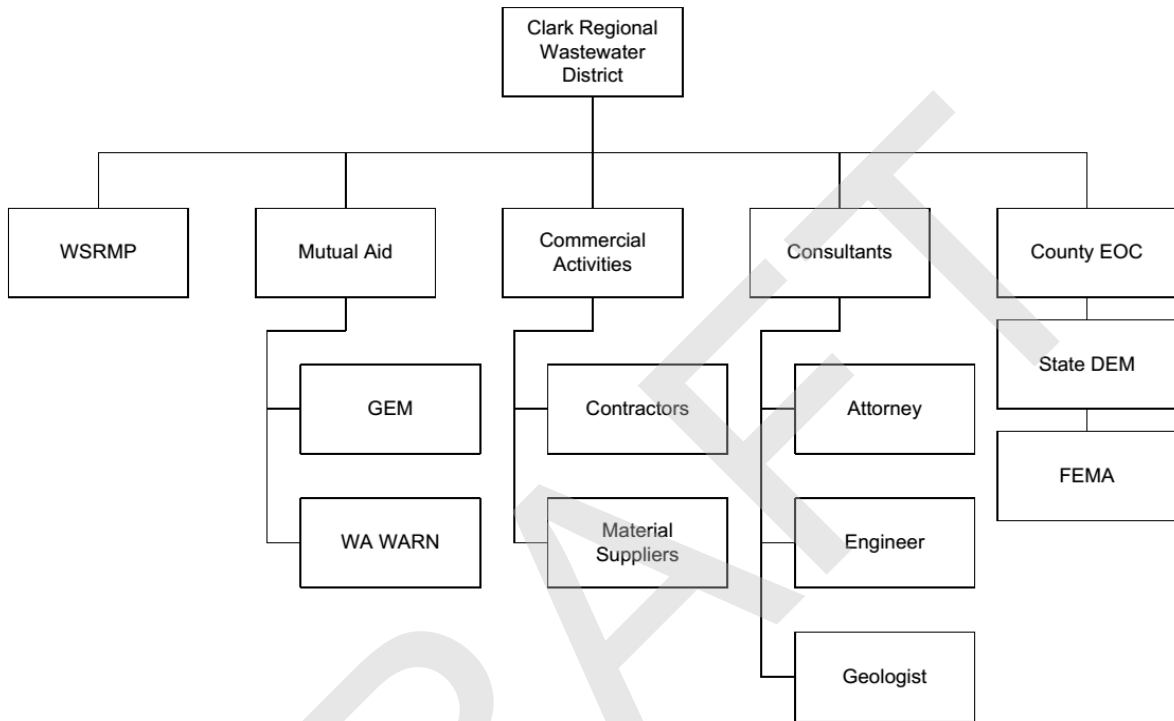 Clark Regional
Wastewater
District
WSRMP
Mutual Aid
Commercial
Activities
Consultants
County EOC
State DEM
GEM
Contractors
Attorney
FEMA
WA WARN
Material
Suppliers
Engineer
Geologist
DRAFT